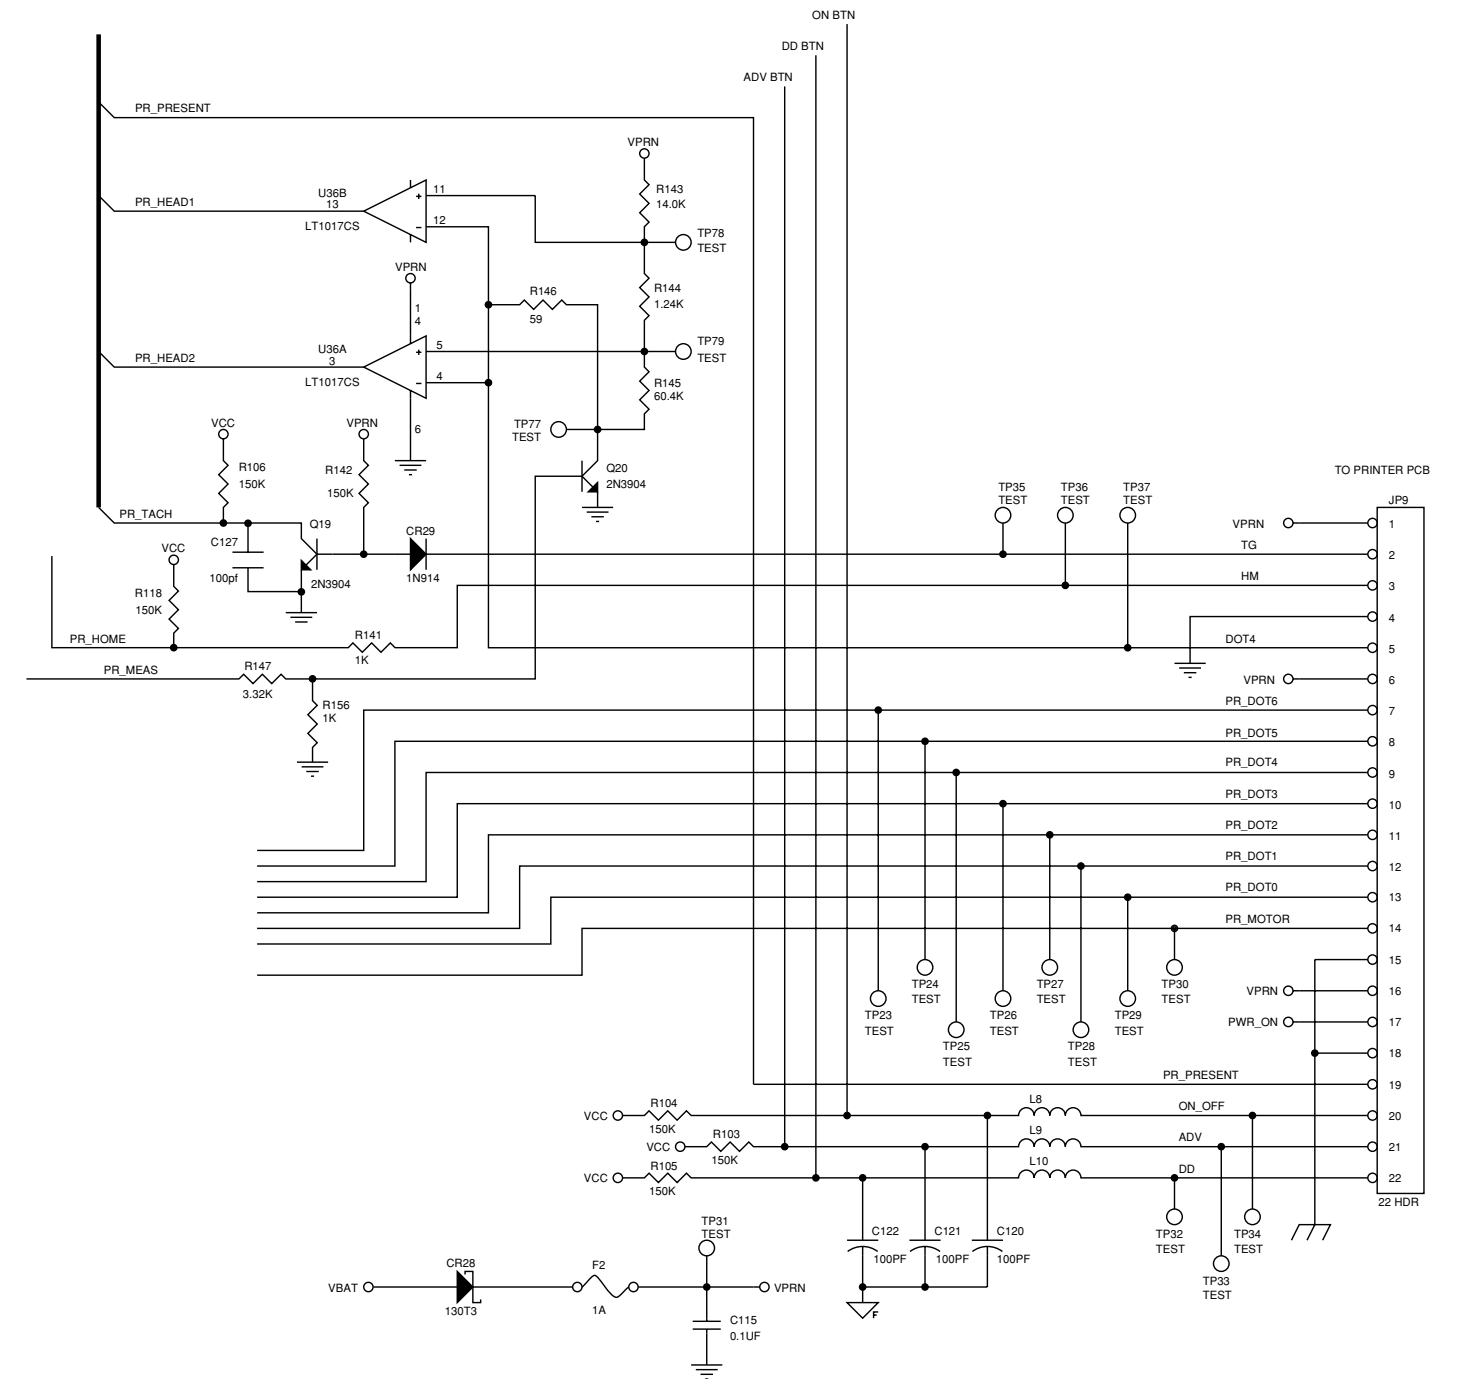 ON BTN
DD BTN
ADV BTN
PR_PRESENT
VPRN
U36B
13
LT1017CS
+
11
-
12
PR_HEAD1
R143
14.0K
TP78
TEST
VPRN
1
4
R146
59
R144
1.24K
U36A
3
LT1017CS
+
5
-
4
6
PR_HEAD2
TP79
TEST
R145
60.4K
TP77
TEST
VCC
R106
150K
VPRN
R142
150K
Q20
2N3904
PR_TACH
C127
100pf
Q19
2N3904
CR29
1N914
VCC
R118
150K
PR_HOME
R141
1K
PR_MEAS
R147
3.32K
R156
1K
TP35
TEST
TP36
TEST
TP37
TEST
TO PRINTER PCB
JP9
VPRN
1
TG
2
HM
3
4
DOT4
5
VPRN
6
PR_DOT6
7
PR_DOT5
8
PR_DOT4
9
PR_DOT3
10
PR_DOT2
11
PR_DOT1
12
PR_DOT0
13
PR_MOTOR
14
15
VPRN
16
PWR_ON
17
18
PR_PRESENT
19
ON_OFF
20
ADV
21
DD
22
22 HDR
TP23
TEST
TP24
TEST
TP25
TEST
TP26
TEST
TP27
TEST
TP28
TEST
TP29
TEST
TP30
TEST
VCC
R104
150K
L8
VCC
R103
150K
L9
VCC
R105
150K
L10
C122
100PF
C121
100PF
C120
100PF
F
TP32
TEST
TP33
TEST
TP34
TEST
VBAT
CR28
130T3
F2
1A
TP31
TEST
VPRN
C115
0.1UF